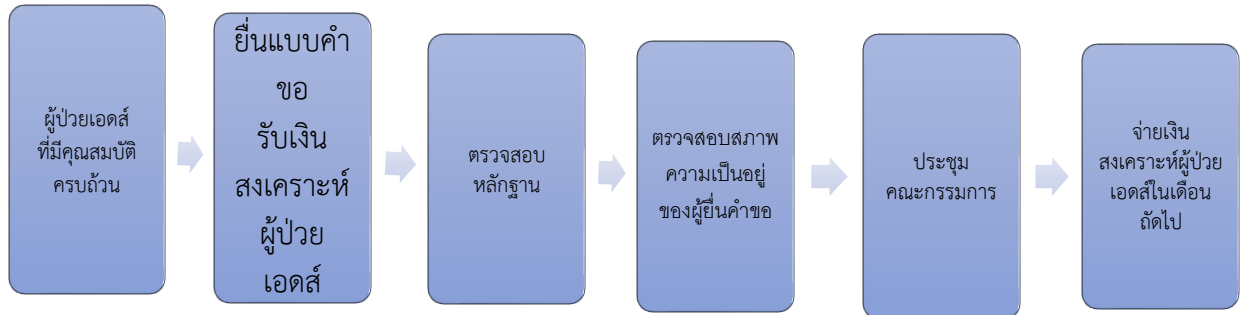 ผู้ป่วยเอดส์
ที่มีคุณสมบัติ
ครบถ้วน
ยื่นแบบคำ
ขอ
รับเงิน
สงเคราะห์
ผู้ป่วย
เอดส์
ตรวจสอบ
หลักฐาน
ตรวจสอบสภาพ
ความเป็นอยู่
ของผู้ยื่นคำขอ
ประชุม
คณะกรรมการ
จ่ายเงิน
สงเคราะห์ผู้ป่วย
เอดส์ในเดือน
ถัดไป